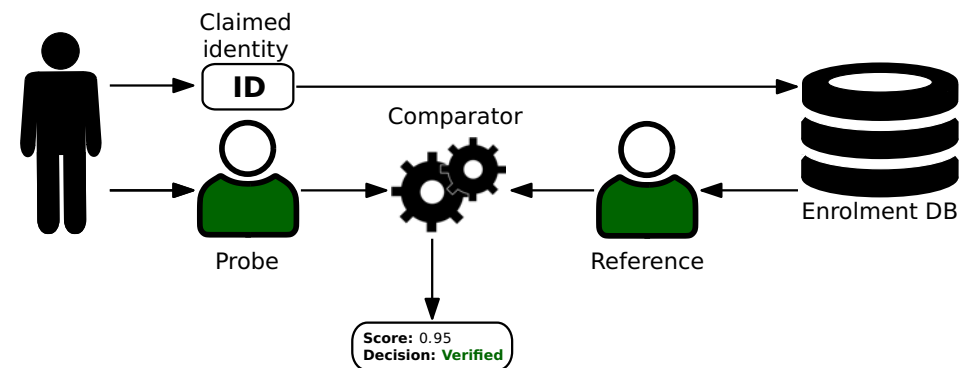 Claimed
identity
ID
Comparator
Enrolment DB
Probe
Reference
Score: 0.95
Decision: Verified